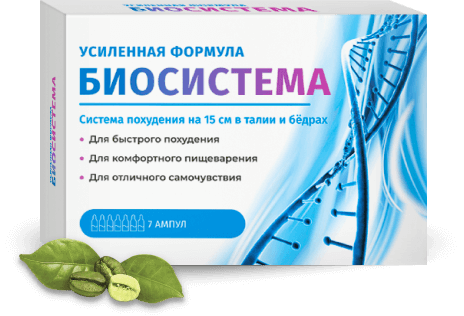 УСИЛЕННАЯ ФОРМУЛА
БИОСИСТЕМА
Система похудения на 15 см в талии и бёдрах
• Для быстрого похудения
• Для комфортного пищеварения
• Для отличного самочувствия
7 АМПУЛ
БИОСИСТЕМА